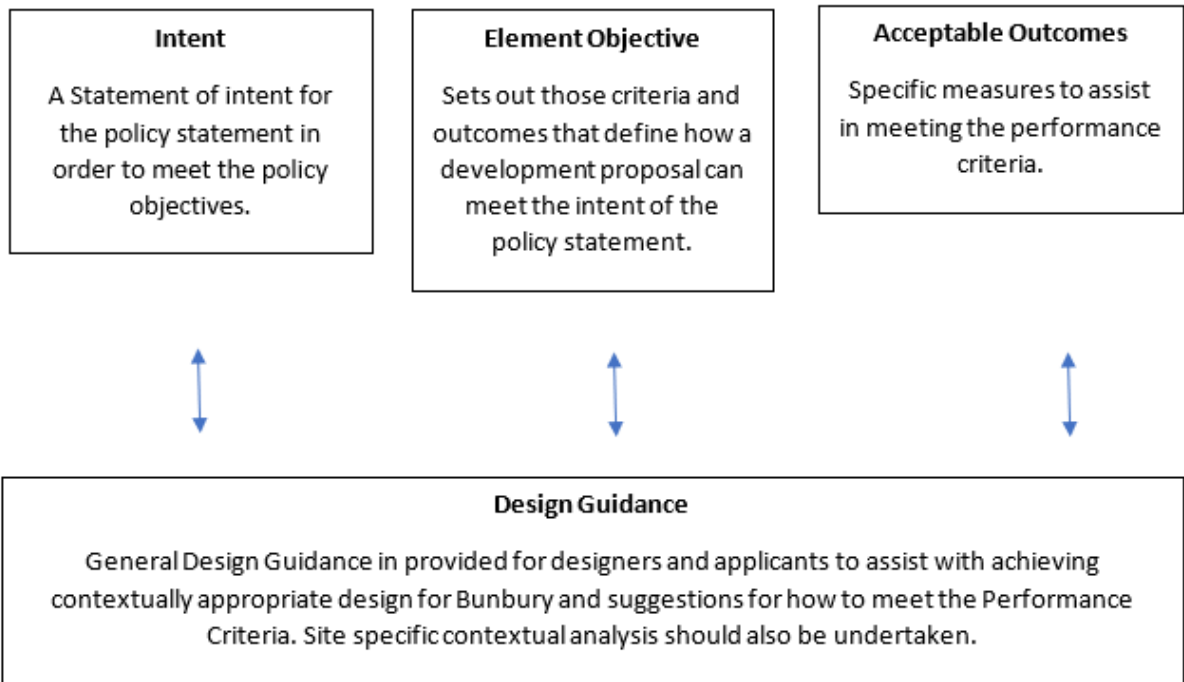 Intent
A Statement of intent for
the policy statement in
order to meet the policy
objectives.
Element Objective
Sets out those criteria and
outcomes that define how a
development proposal can
meet the intent of the
policy statement.
Acceptable Outcomes
Specific measures to assist
in meeting the performance
criteria.
Design Guidance
General Design Guidance in provided for designers and applicants to assist with achieving
contextually appropriate design for Bunbury and suggestions for how to meet the Performance
Criteria. Site specific contextual analysis should also be undertaken.